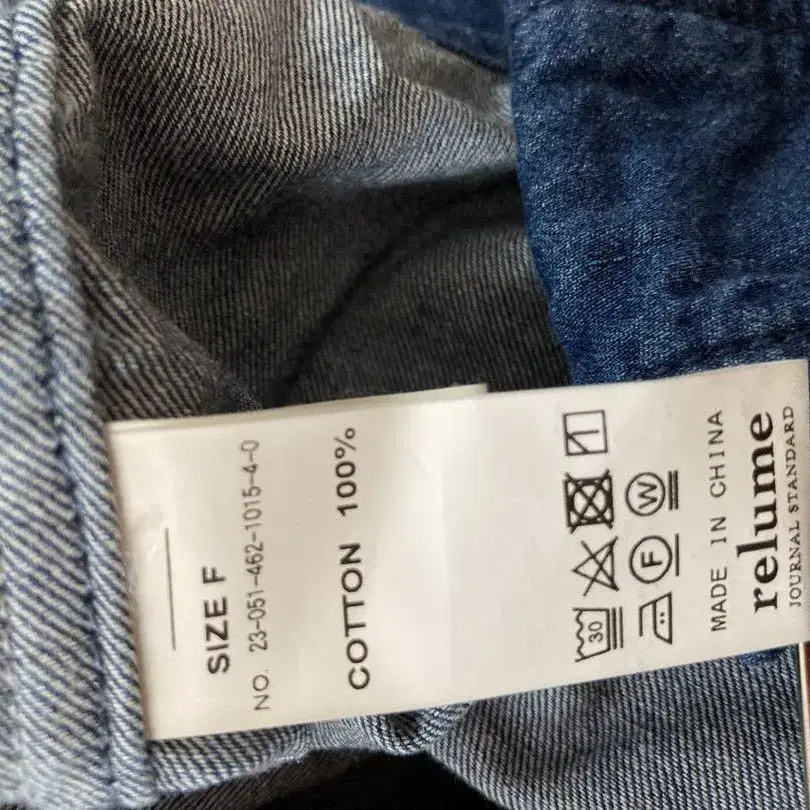 SIZE F
NO. 23-051-462-1015-4-0
COTTON 100%
30
F W
MADE IN CHINA
relume
JOURNAL STANDARD